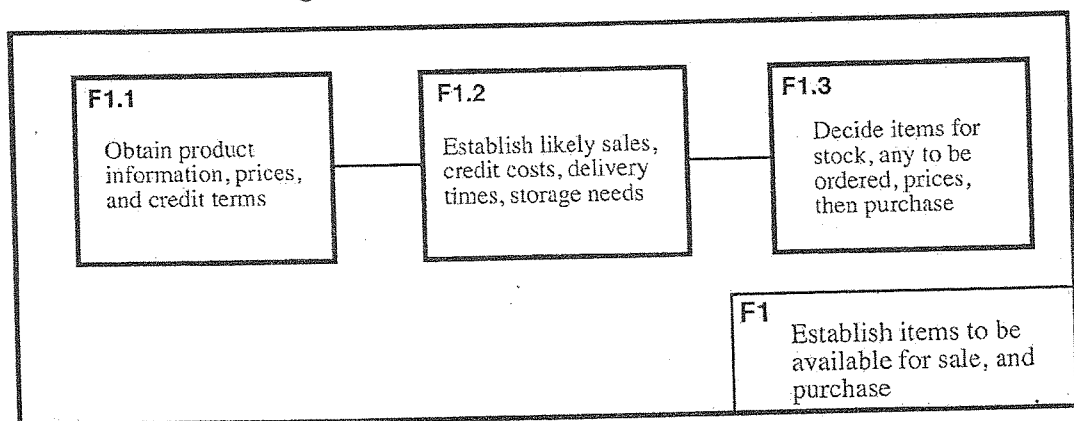 F1.1
Obtain product
information, prices,
and credit terms
F1.2
Establish likely sales,
credit costs, delivery
times, storage needs
F1.3
Decide items for
stock, any to be
ordered, prices,
then purchase
F1
Establish items to be
available for sale, and
purchase